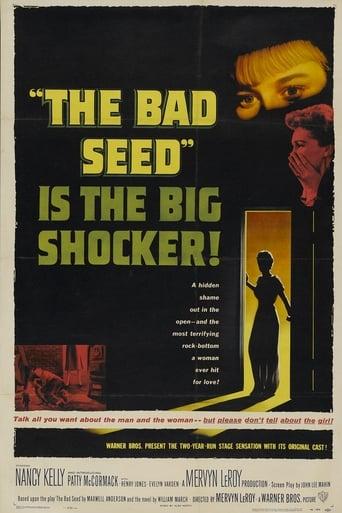 "THE BAD
SEED"
IS THE BIG
SHOCKER!
A hidden
shame
out in the
open—and the
most terrifying
rock-bottom
a woman
ever hit
for love!
Talk all you want about the man and the woman--but please don't tell about the girl!
WARNER BROS. PRESENT THE TWO-YEAR-RUN STAGE SENSATION WITH ITS ORIGINAL CAST!
NANCY KELLY PATTY McCORMACK HENRY JONES · EVELYN VARDEN A MERVYN LeROY PRODUCTION · Screen Play by JOHN LEE MAHIN
Based upon the play The Bad Seed by MAXWELL ANDERSON and the novel by WILLIAM MARCH · DIRECTED BY MERVYN LeROY A WARNER BROS. PICTURE